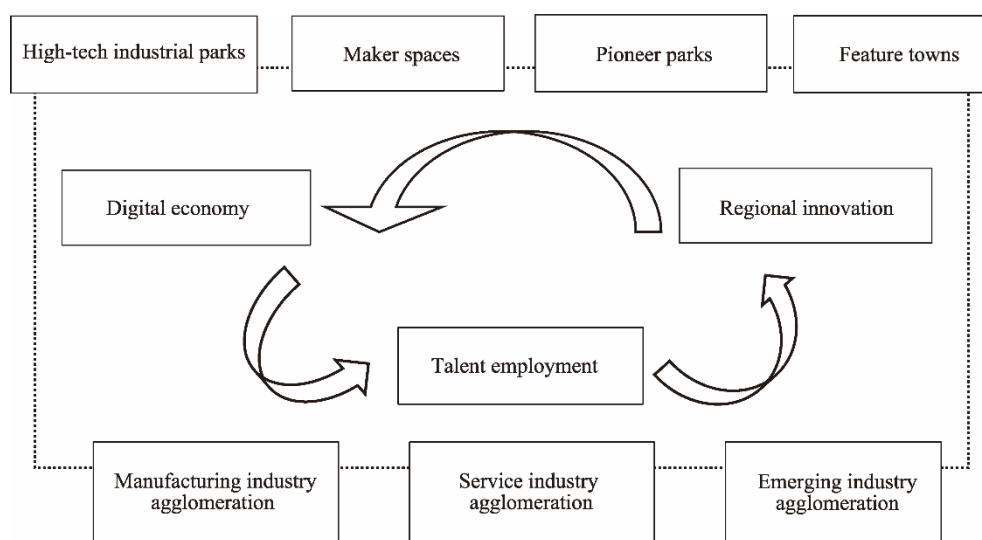 High-tech industrial parks
Maker spaces
Pioneer parks
Feature towns
Digital economy
Regional innovation
Talent employment
Manufacturing industry
agglomeration
Service industry
agglomeration
Emerging industry
agglomeration